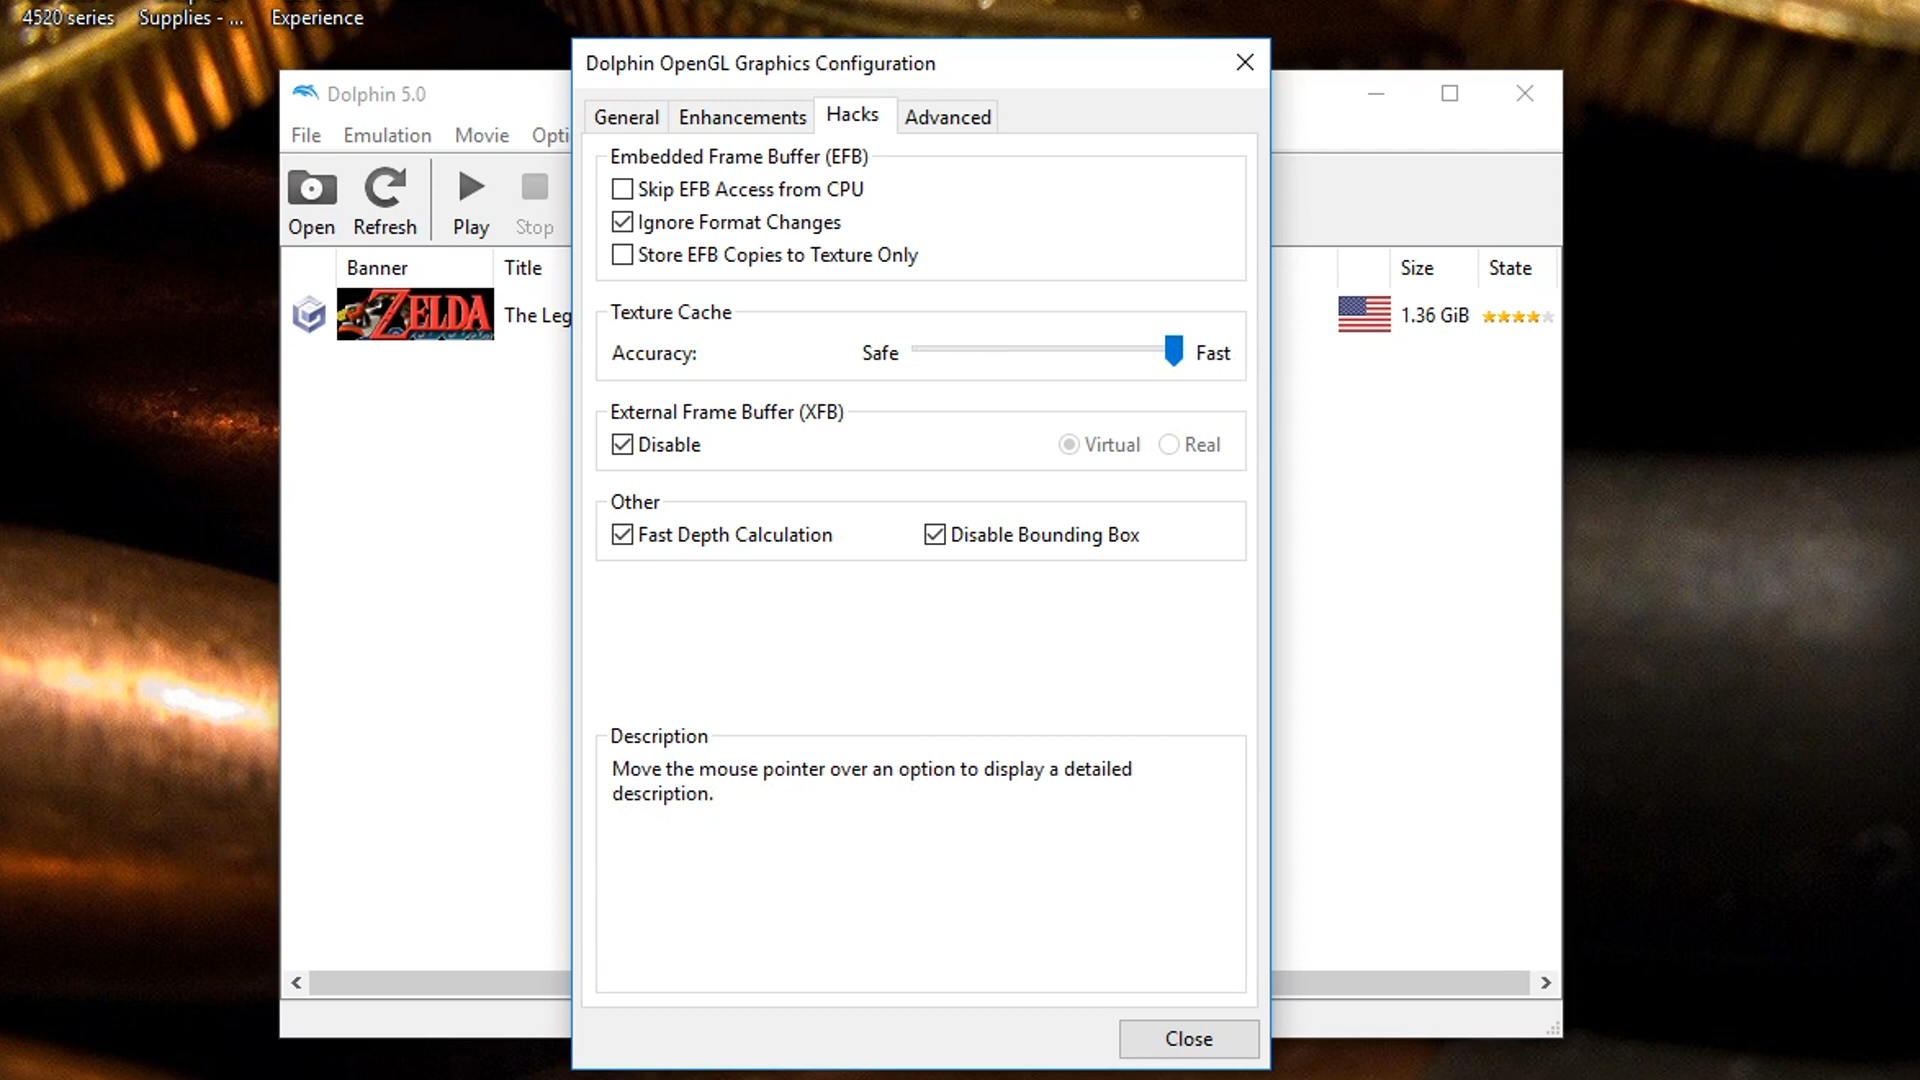 4520 series Supplies - ... Experience
Dolphin OpenGL Graphics Configuration
Dolphin 5.0
General Enhancements Hacks Advanced
File Emulation Movie Opti
Embedded Frame Buffer (EFB)
Skip EFB Access from CPU
Ignore Format Changes
Open Refresh Play Stop
Store EFB Copies to Texture Only
Banner Title Size State
ZELDA The Leg 1.36 GiB
Texture Cache
Accuracy: Safe Fast
External Frame Buffer (XFB)
Disable Virtual Real
Other
Fast Depth Calculation Disable Bounding Box
Description
Move the mouse pointer over an option to display a detailed
description.
Close